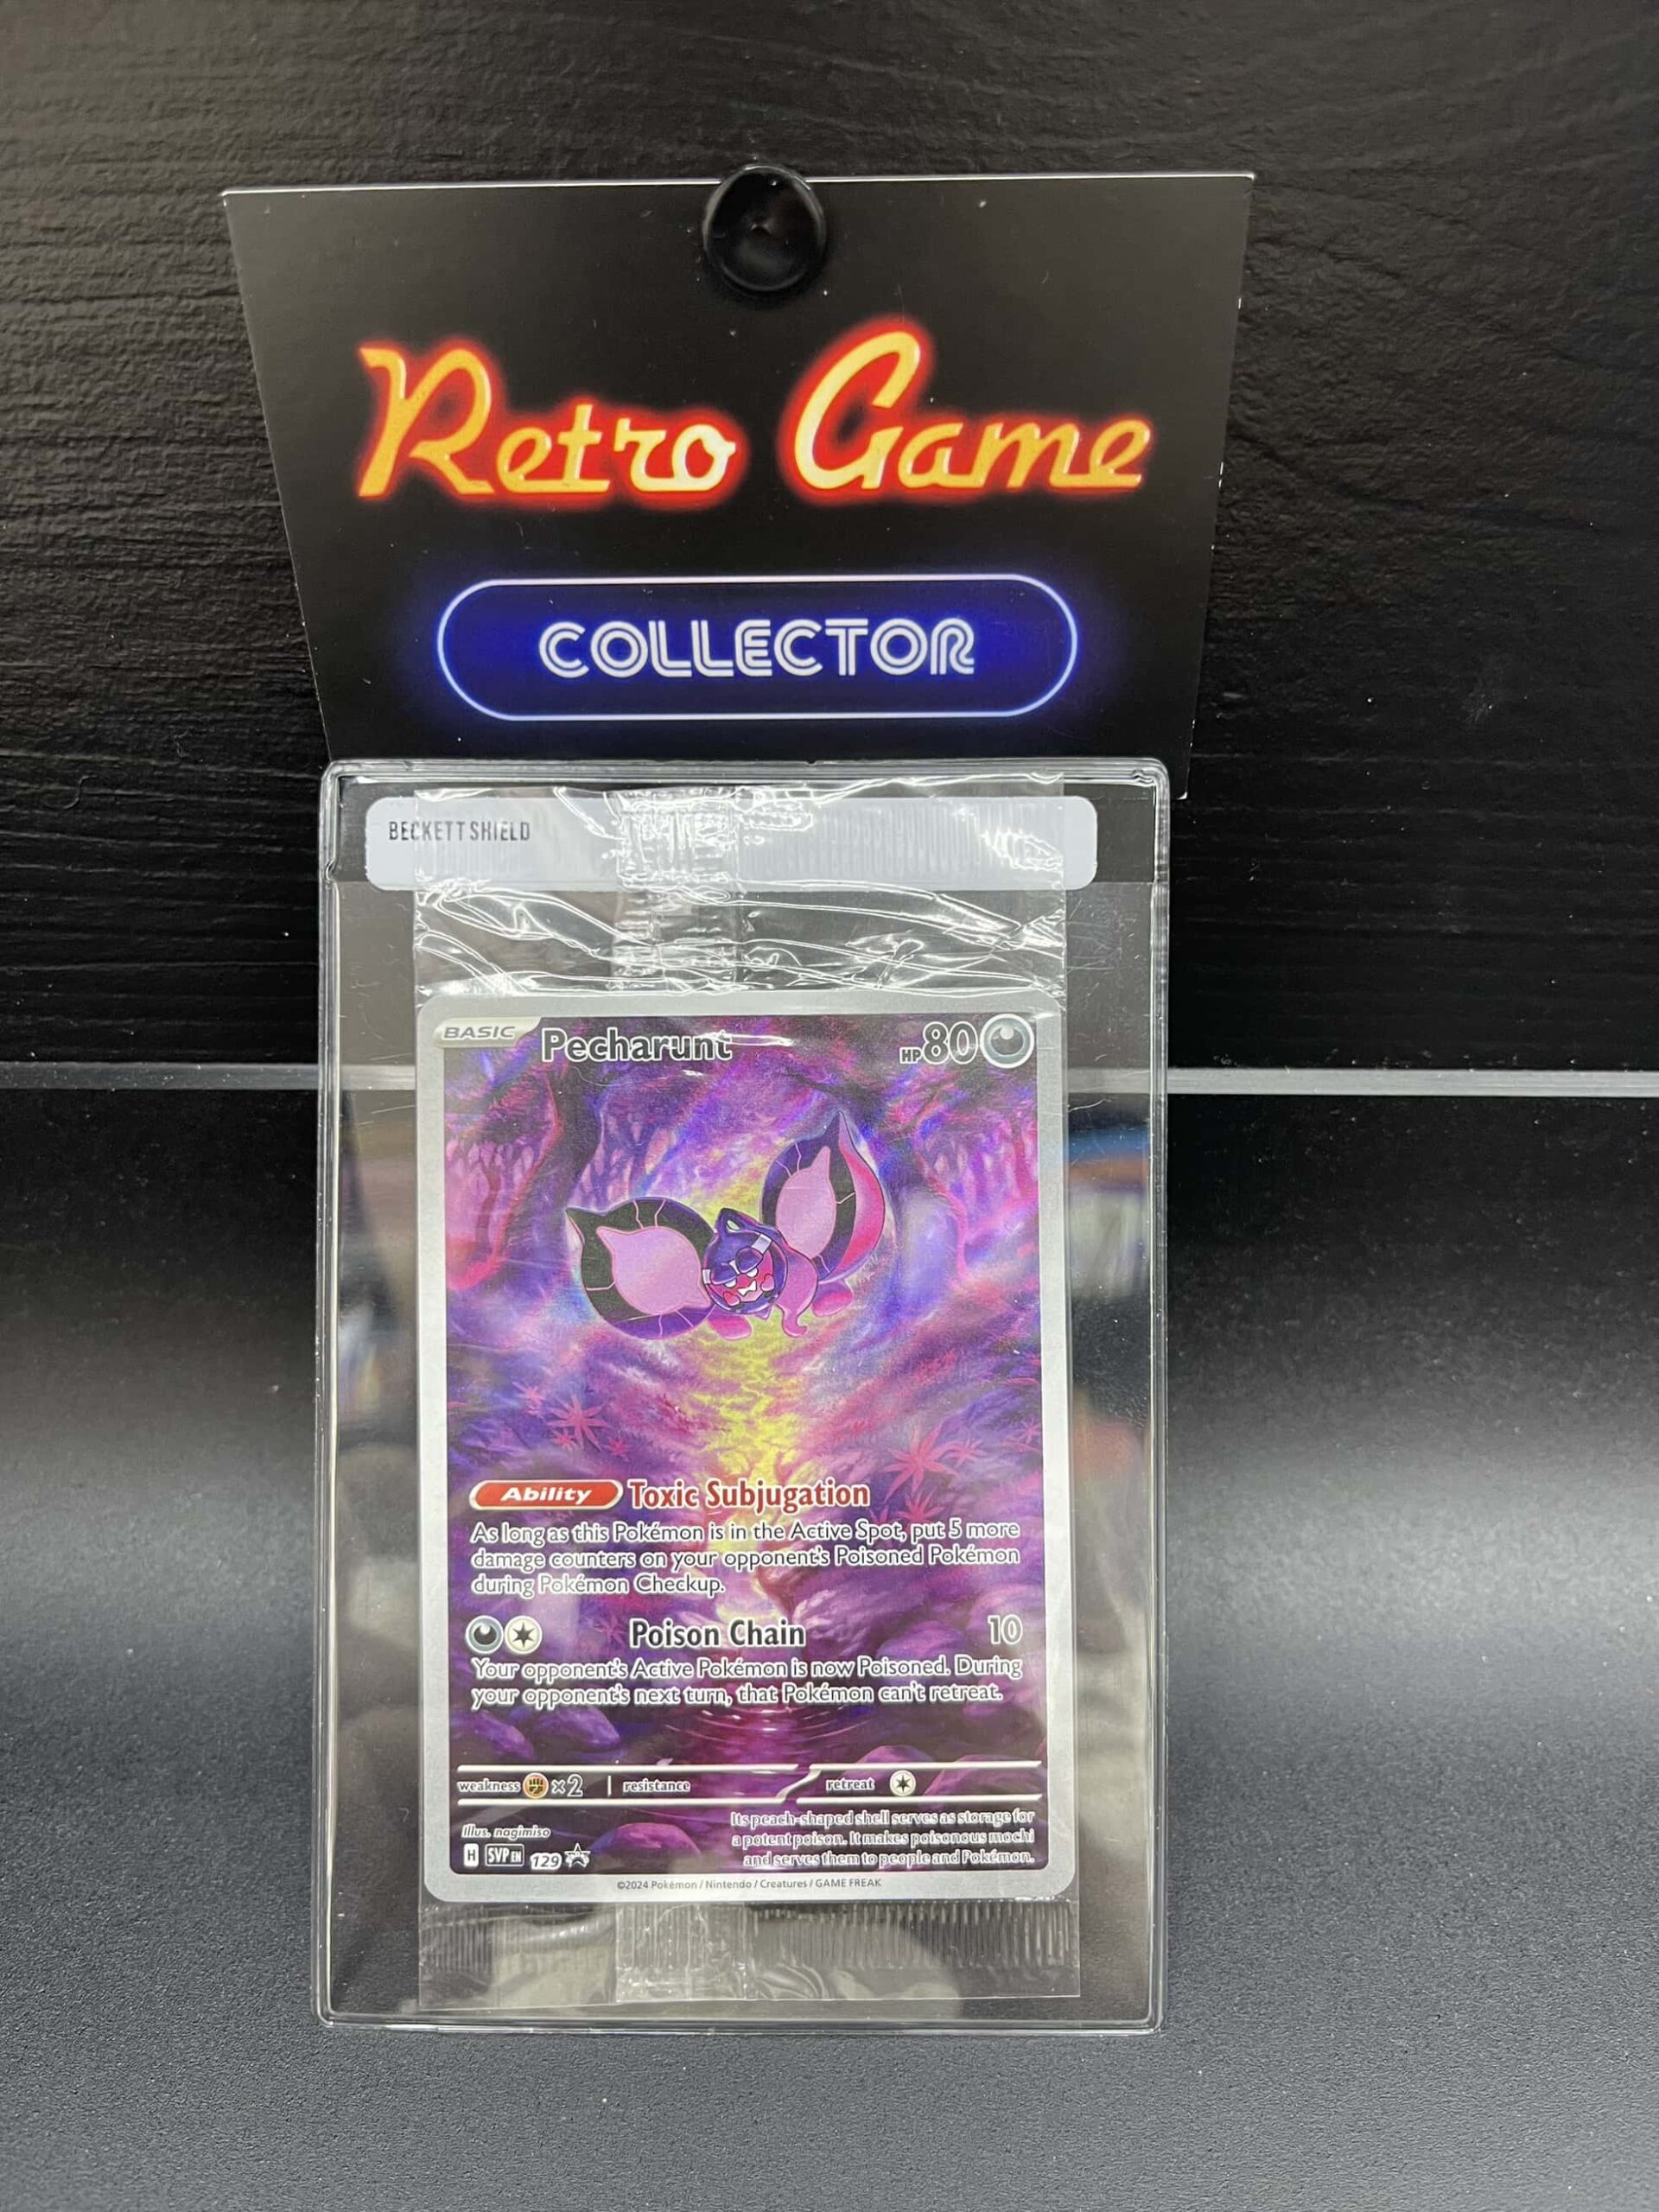 Retro Game
COLLECTOR
BECKETT SHIELD
BASIC Pecharunt HP80
Ability Toxic Subjugation
As long as this Pokémon is in the Active Spot, put 5 more
damage counters on your opponent's Poisoned Pokémon
during Pokémon Checkup.
Poison Chain 10
Your opponent's Active Pokémon is now Poisoned. During
your opponent's next turn, that Pokémon can't retreat.
weakness ×2 resistance retreat
Its peach-shaped shell serves as storage for
a potent poison. It makes poisonous mochi
and serves them to people and Pokémon.
Illus. nagimiso
H SVP EN 129
©2024 Pokémon / Nintendo / Creatures / GAME FREAK